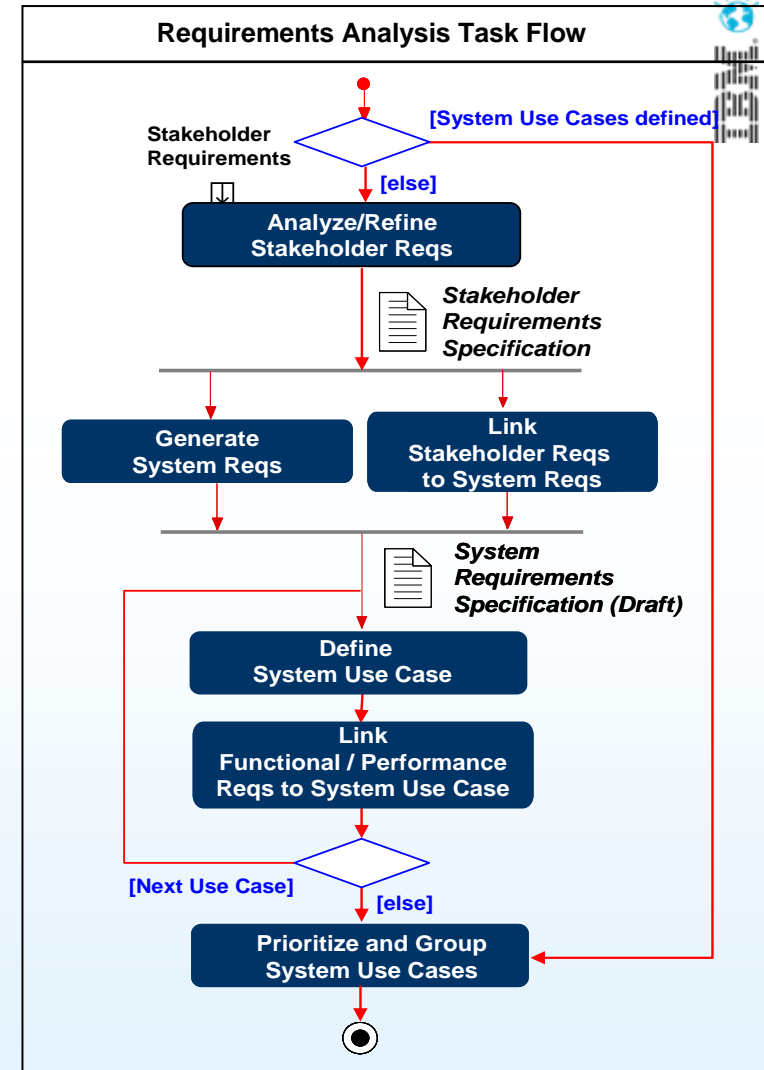 Requirements Analysis Task Flow
IBM.
[System Use Cases defined]
Stakeholder
Requirements
[else]
Analyze/Refine
Stakeholder Reqs
Stakeholder
Requirements
Specification
Generate
System Reqs
Link
Stakeholder Reqs
to System Reqs
System
Requirements
Specification (Draft)
Define
System Use Case
Link
Functional / Performance
Reqs to System Use Case
[Next Use Case]
[else]
Prioritize and Group
System Use Cases